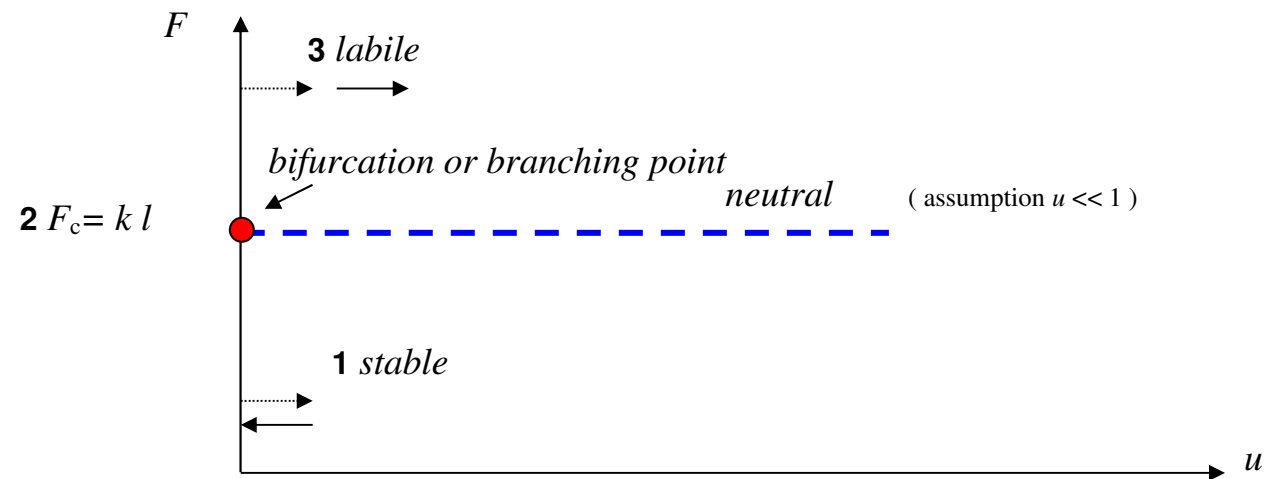 F
3 labile
bifurcation or branching point
neutral ( assumption u << 1 )
2 Fc= k l
1 stable
u